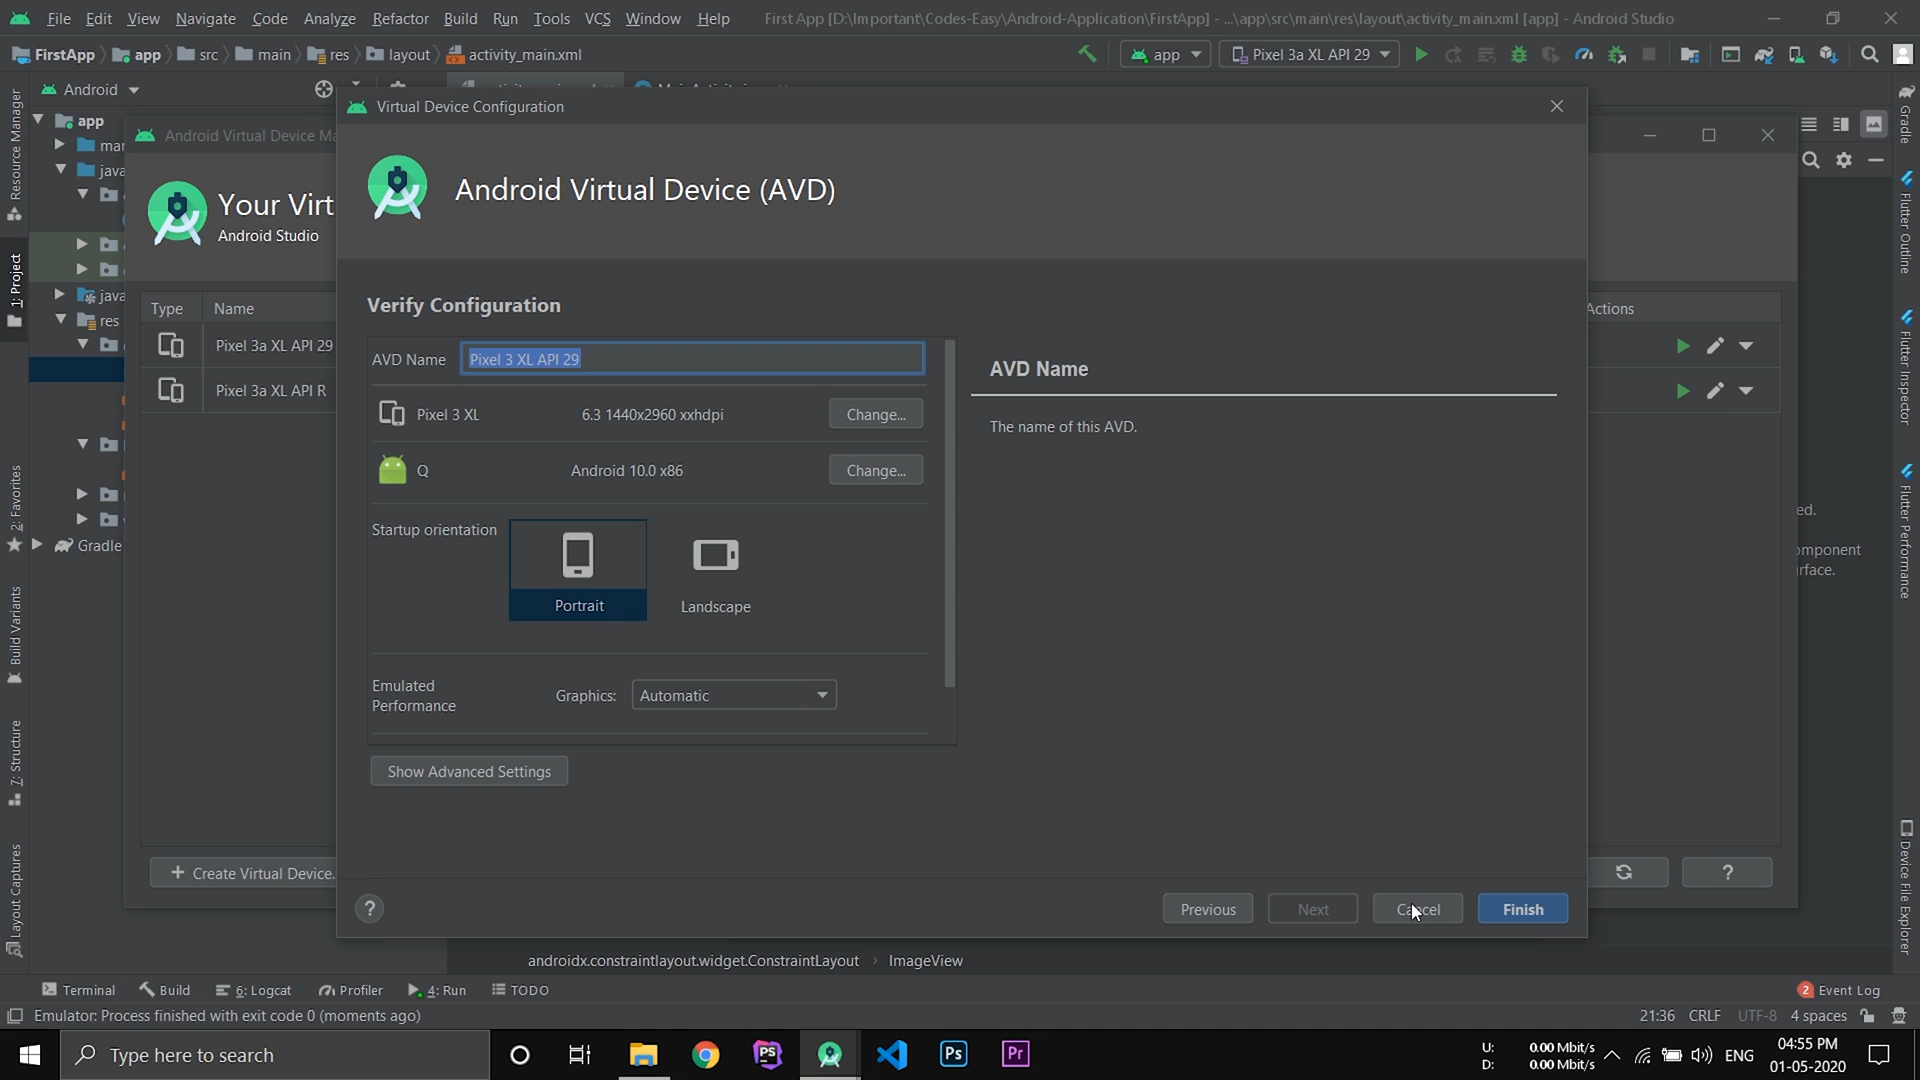 File Edit View Navigate Code Analyze Refactor Build Run Tools VCS Window Help First App [D:\Important\Codes-Easy\Android-Application\FirstApp] - ...\app\src\main\res\layout\activity_main.xml [app] - Android Studio
FirstApp app src main res layout activity_main.xml app Pixel 3a XL API 29
Android
Virtual Device Configuration
app
Android Virtual Device Ma
mar
java
Android Virtual Device (AVD)
Your Virt
Android Studio
Type Name Actions
Verify Configuration
java
res
Pixel 3a XL API 29
Pixel 3a XL API R
AVD Name Pixel 3 XL API 29
AVD Name
The name of this AVD.
Pixel 3 XL 6.3 1440x2960 xxhdpi Change...
Q Android 10.0 x86 Change...
Startup orientation
Portrait
Landscape
ed.
mponent
rface.
Gradle
Emulated
Performance
Graphics: Automatic
Show Advanced Settings
+ Create Virtual Device.
?
?
Previous Next Cancel Finish
androidx.constraintlayout.widget.ConstraintLayout › ImageView
Terminal Build 6: Logcat Profiler 4: Run TODO 2 Event Log
Emulator: Process finished with exit code 0 (moments ago) 21:36 CRLF UTF-8 4 spaces
Resource Manager
1: Project
2: Favorites
Build Variants
7: Structure
Layout Captures
Gradle
Flutter Outline
Flutter Inspector
Flutter Performance
Device File Explorer
Type here to search
PS
Ps
Pr
U: 0.00 Mbit/s
D: 0.00 Mbit/s
ENG
04:55 PM
01-05-2020